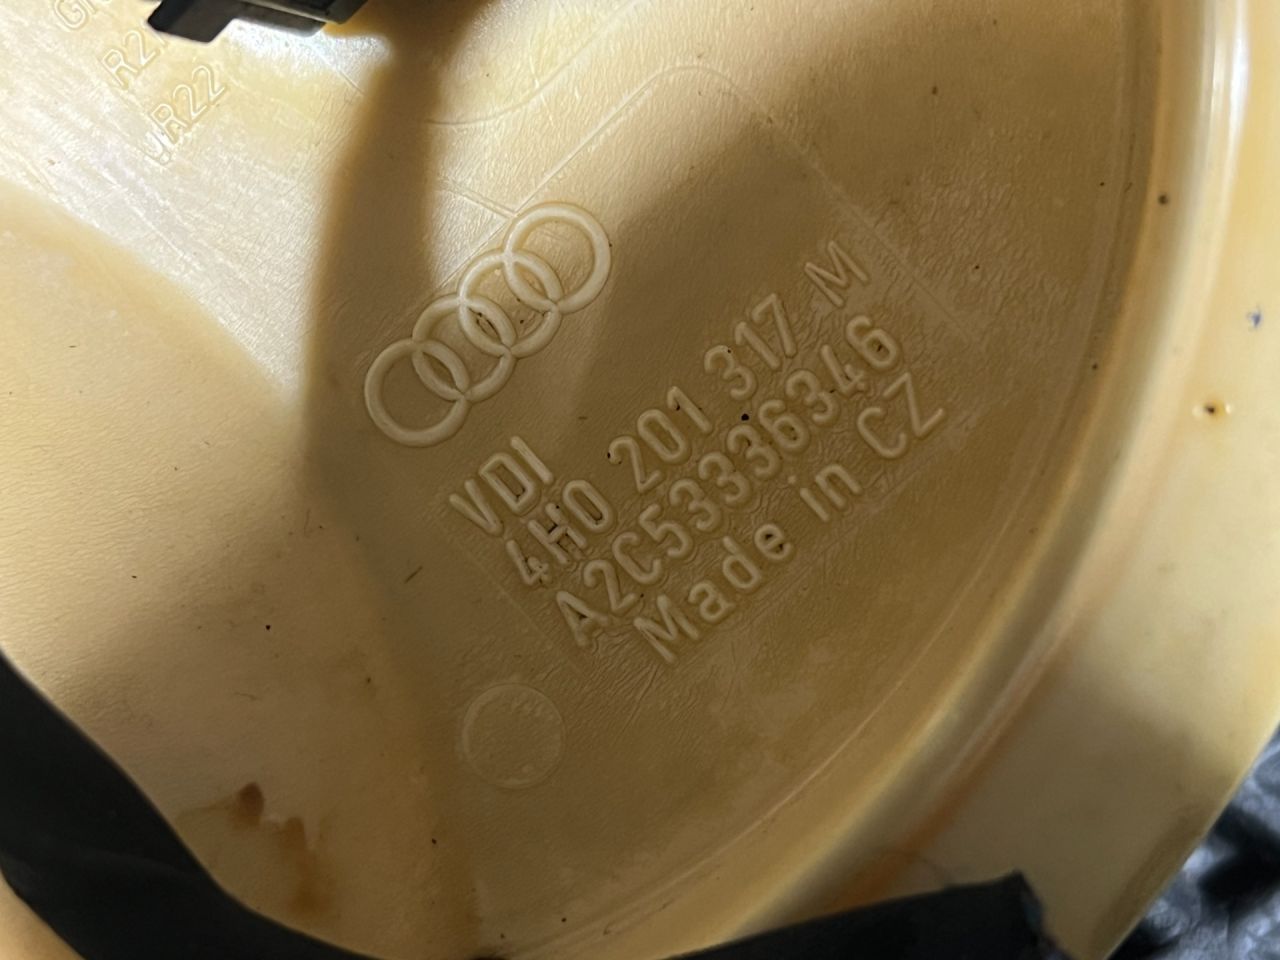 VDI
4H0 201 317 M
A2C53336346
Made in CZ